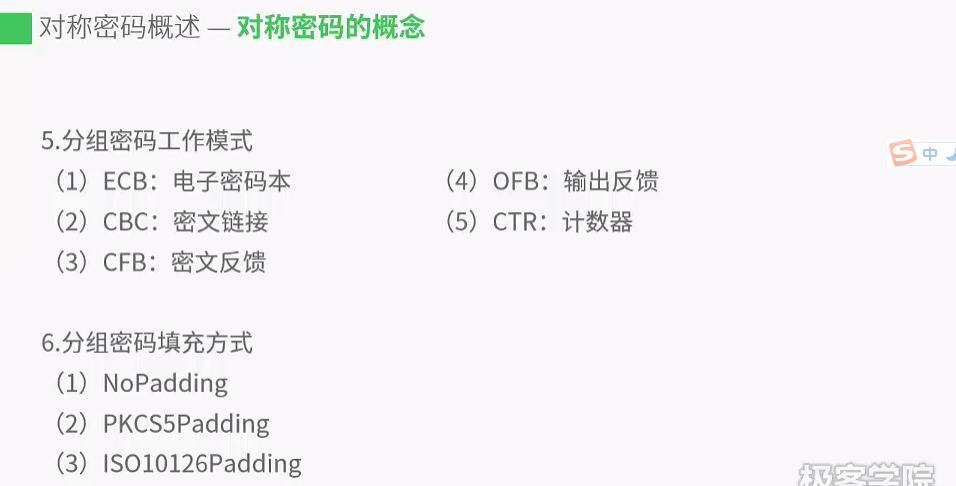 对称密码概述 — 对称密码的概念
5.分组密码工作模式
（1）ECB：电子密码本
（2）CBC：密文链接
（3）CFB：密文反馈
（4）OFB：输出反馈
（5）CTR：计数器
中
6.分组密码填充方式
（1）NoPadding
（2）PKCS5Padding
（3）ISO10126Padding
极客学院